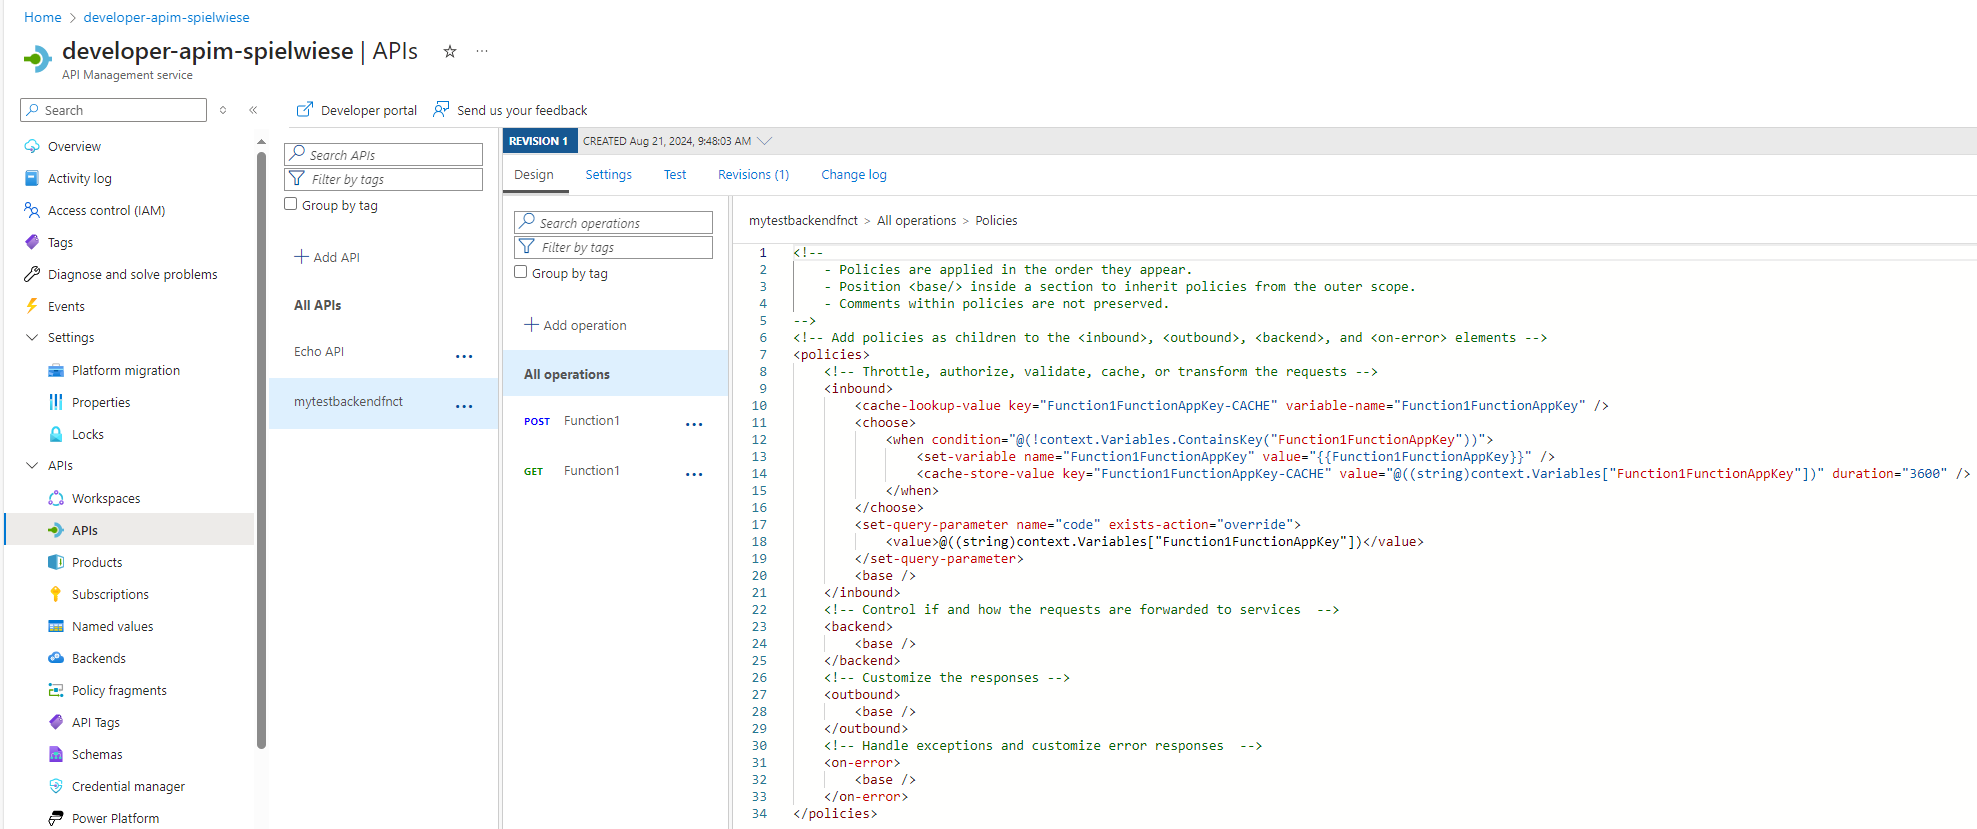 Home > developer-apim-spielwiese
developer-apim-spielwiese | APIs
API Management service
Search
Developer portal
Send us your feedback
Overview
Activity log
Access control (IAM)
Tags
Diagnose and solve problems
Events
Settings
Platform migration
Properties
Locks
APIs
Workspaces
APIs
Products
Subscriptions
Named values
Backends
Policy fragments
API Tags
Schemas
Credential manager
Power Platform
Search APIs
Filter by tags
Group by tag
+ Add API
All APIs
Echo API
mytestbackendfnct
REVISION 1 CREATED Aug 21, 2024, 9:48:03 AM
Design Settings Test Revisions (1) Change log
Search operations
Filter by tags
Group by tag
+ Add operation
All operations
POST Function1
GET Function1
mytestbackendfnct > All operations > Policies
1 <!--
2     - Policies are applied in the order they appear.
3     - Position <base/> inside a section to inherit policies from the outer scope.
4     - Comments within policies are not preserved.
5 -->
6 <!-- Add policies as children to the <inbound>, <outbound>, <backend>, and <on-error> elements -->
7 <policies>
8     <!-- Throttle, authorize, validate, cache, or transform the requests -->
9     <inbound>
10         <cache-lookup-value key="Function1FunctionAppKey-CACHE" variable-name="Function1FunctionAppKey" />
11         <choose>
12             <when condition="@(!context.Variables.ContainsKey("Function1FunctionAppKey"))">
13                 <set-variable name="Function1FunctionAppKey" value="{{Function1FunctionAppKey}}" />
14                 <cache-store-value key="Function1FunctionAppKey-CACHE" value="@((string)context.Variables["Function1FunctionAppKey"])" duration="3600" />
15             </when>
16         </choose>
17         <set-query-parameter name="code" exists-action="override">
18             <value>@((string)context.Variables["Function1FunctionAppKey"])</value>
19         </set-query-parameter>
20         <base />
21     </inbound>
22     <!-- Control if and how the requests are forwarded to services  -->
23     <backend>
24         <base />
25     </backend>
26     <!-- Customize the responses -->
27     <outbound>
28         <base />
29     </outbound>
30     <!-- Handle exceptions and customize error responses  -->
31     <on-error>
32         <base />
33     </on-error>
34 </policies>